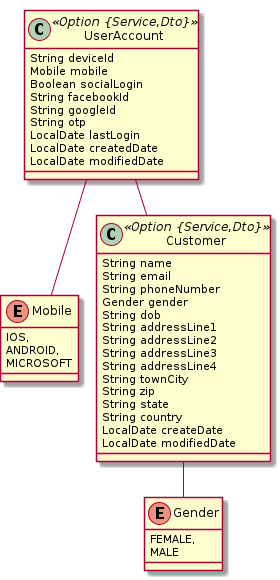 C «Option {Service,Dto}»
UserAccount
String deviceId
Mobile mobile
Boolean socialLogin
String facebookId
String googleId
String otp
LocalDate lastLogin
LocalDate createdDate
LocalDate modifiedDate
C «Option {Service,Dto}»
Customer
String name
String email
String phoneNumber
Gender gender
String dob
String addressLine1
String addressLine2
String addressLine3
String addressLine4
String townCity
String zip
String state
String country
LocalDate createDate
LocalDate modifiedDate
E Mobile
IOS,
ANDROID,
MICROSOFT
E Gender
FEMALE,
MALE